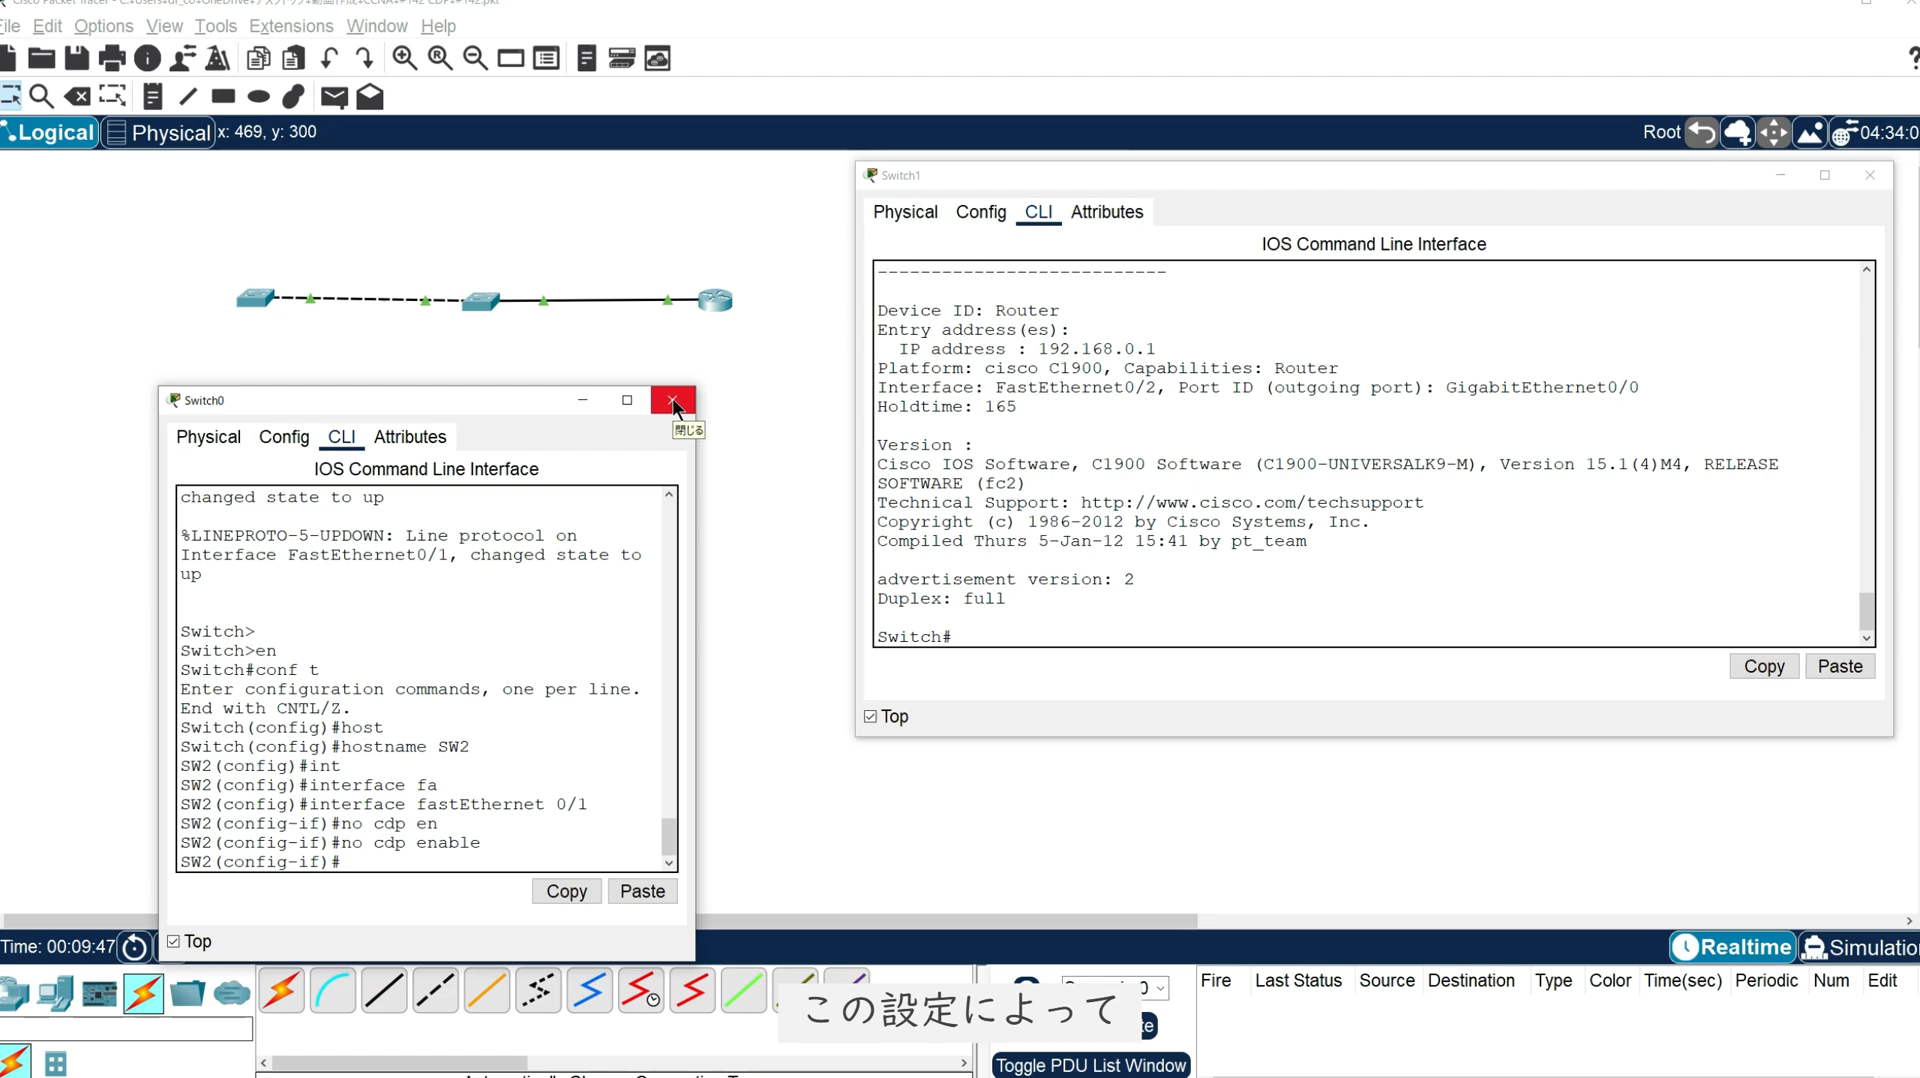 File Edit Options View Tools Extensions Window Help
Logical Physical x: 469, y: 300
Root 04:34:0
Switch1
Physical Config CLI Attributes
IOS Command Line Interface
---------------------------
Device ID: Router
Entry address(es):
IP address : 192.168.0.1
Platform: cisco C1900, Capabilities: Router
Interface: FastEthernet0/2, Port ID (outgoing port): GigabitEthernet0/0
Holdtime: 165
Version :
Cisco IOS Software, C1900 Software (C1900-UNIVERSALK9-M), Version 15.1(4)M4, RELEASE
SOFTWARE (fc2)
Technical Support: http://www.cisco.com/techsupport
Copyright (c) 1986-2012 by Cisco Systems, Inc.
Compiled Thurs 5-Jan-12 15:41 by pt_team
advertisement version: 2
Duplex: full
Switch#
Copy Paste
Top
Switch0
閉じる
Physical Config CLI Attributes
IOS Command Line Interface
changed state to up
%LINEPROTO-5-UPDOWN: Line protocol on
Interface FastEthernet0/1, changed state to
up
Switch>
Switch>en
Switch#conf t
Enter configuration commands, one per line.
End with CNTL/Z.
Switch(config)#host
Switch(config)#hostname SW2
SW2(config)#int
SW2(config)#interface fa
SW2(config)#interface fastEthernet 0/1
SW2(config-if)#no cdp en
SW2(config-if)#no cdp enable
SW2(config-if)#
Copy Paste
Top
Time: 00:09:47
Realtime Simulatio
Fire Last Status Source Destination Type Color Time(sec) Periodic Num Edit
この設定によって
Toggle PDU List Window